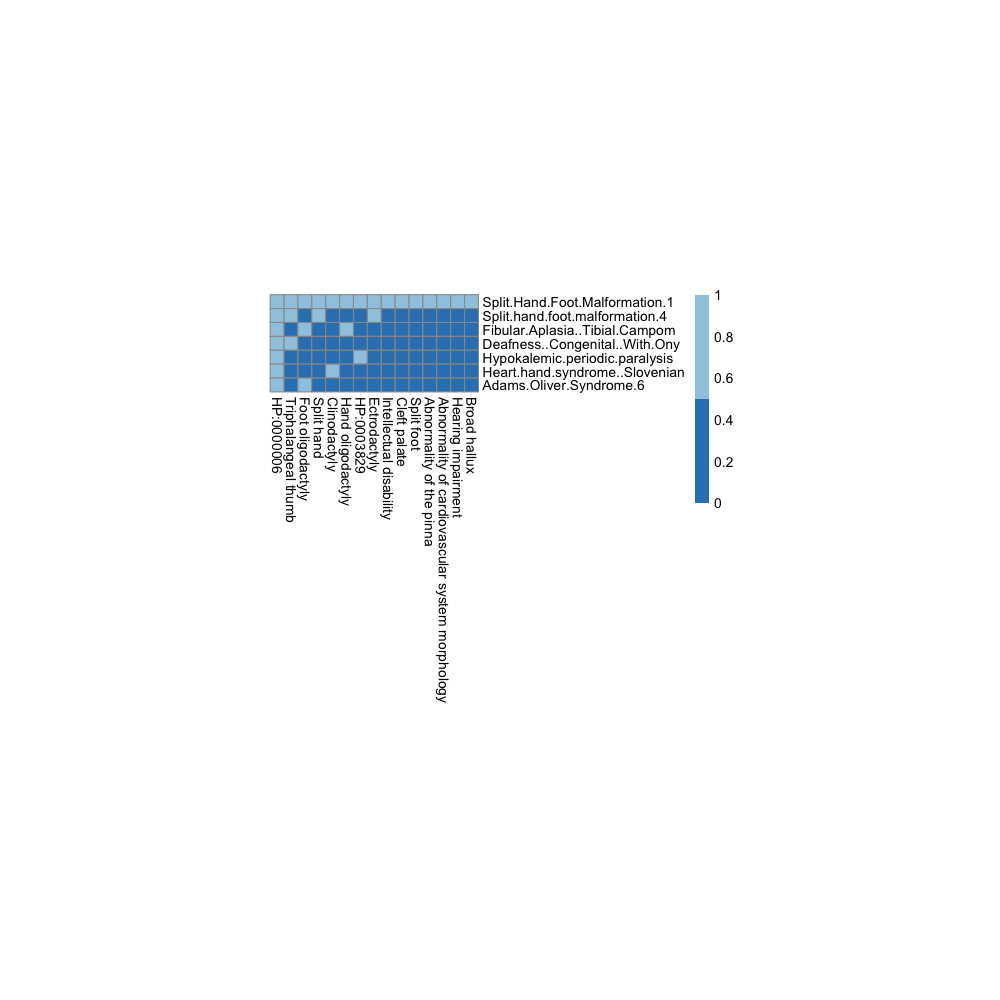 Split.Hand.Foot.Malformation.1
Split.hand.foot.malformation.4
Fibular.Aplasia..Tibial.Campom
Deafness..Congenital..With.Ony
Hypokalemic.periodic.paralysis
Heart.hand.syndrome..Slovenian
Adams.Oliver.Syndrome.6
HP:0000006
Triphalangeal thumb
Foot oligodactyly
Split hand
Clinodactyly
Hand oligodactyly
HP:0003829
Ectrodactyly
Intellectual disability
Cleft palate
Split foot
Abnormality of the pinna
Abnormality of cardiovascular system morphology
Hearing impairment
Broad hallux
1
0.8
0.6
0.4
0.2
0